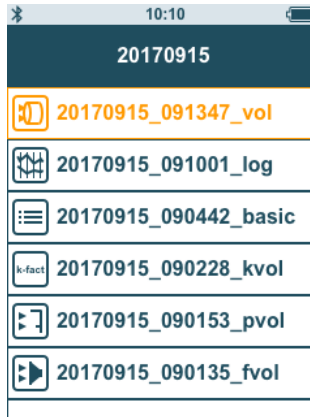 10:10
20170915
20170915_091347_vol
20170915_091001_log
20170915_090442_basic
k-fact 20170915_090228_kvol
20170915_090153_pvol
20170915_090135_fvol